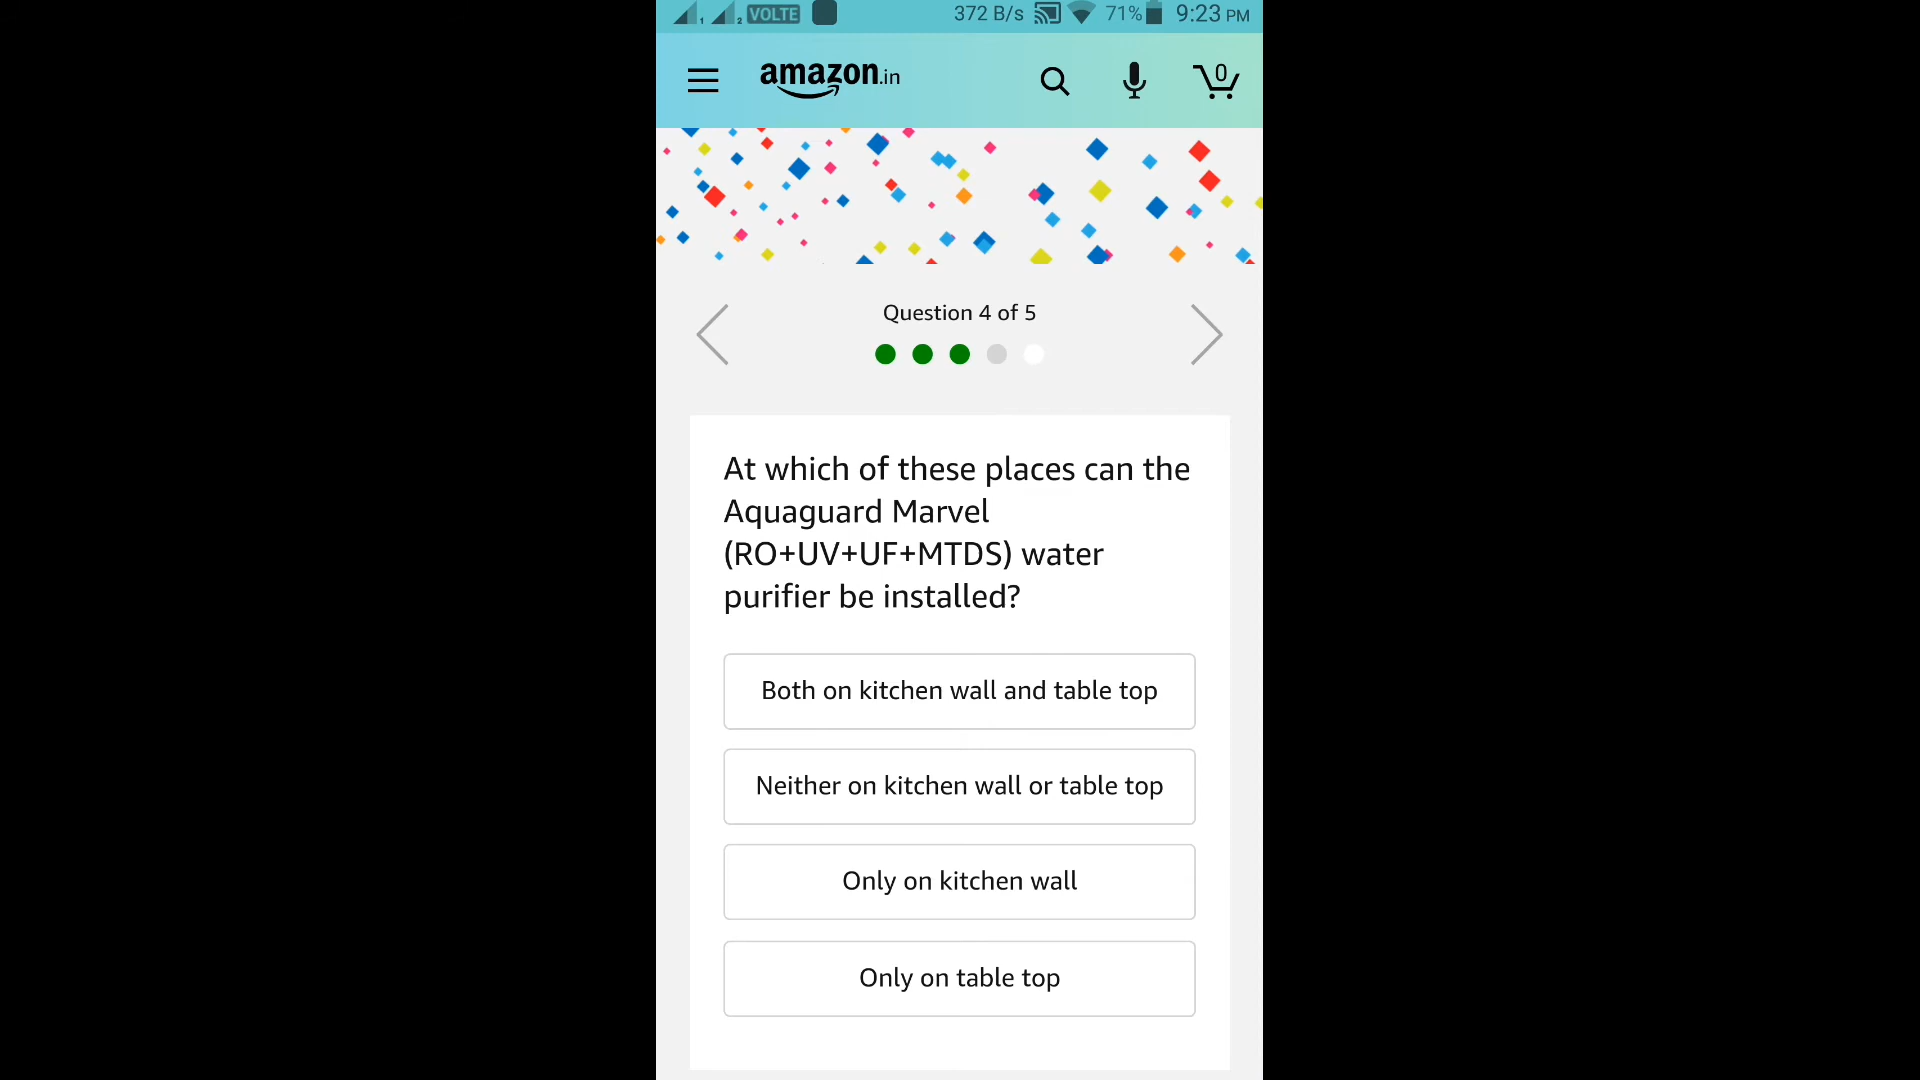 1 2 VOLTE 372 B/s 71% 9:23 PM
amazon.in 0
Question 4 of 5
At which of these places can the
Aquaguard Marvel
(RO+UV+UF+MTDS) water
purifier be installed?
Both on kitchen wall and table top
Neither on kitchen wall or table top
Only on kitchen wall
Only on table top